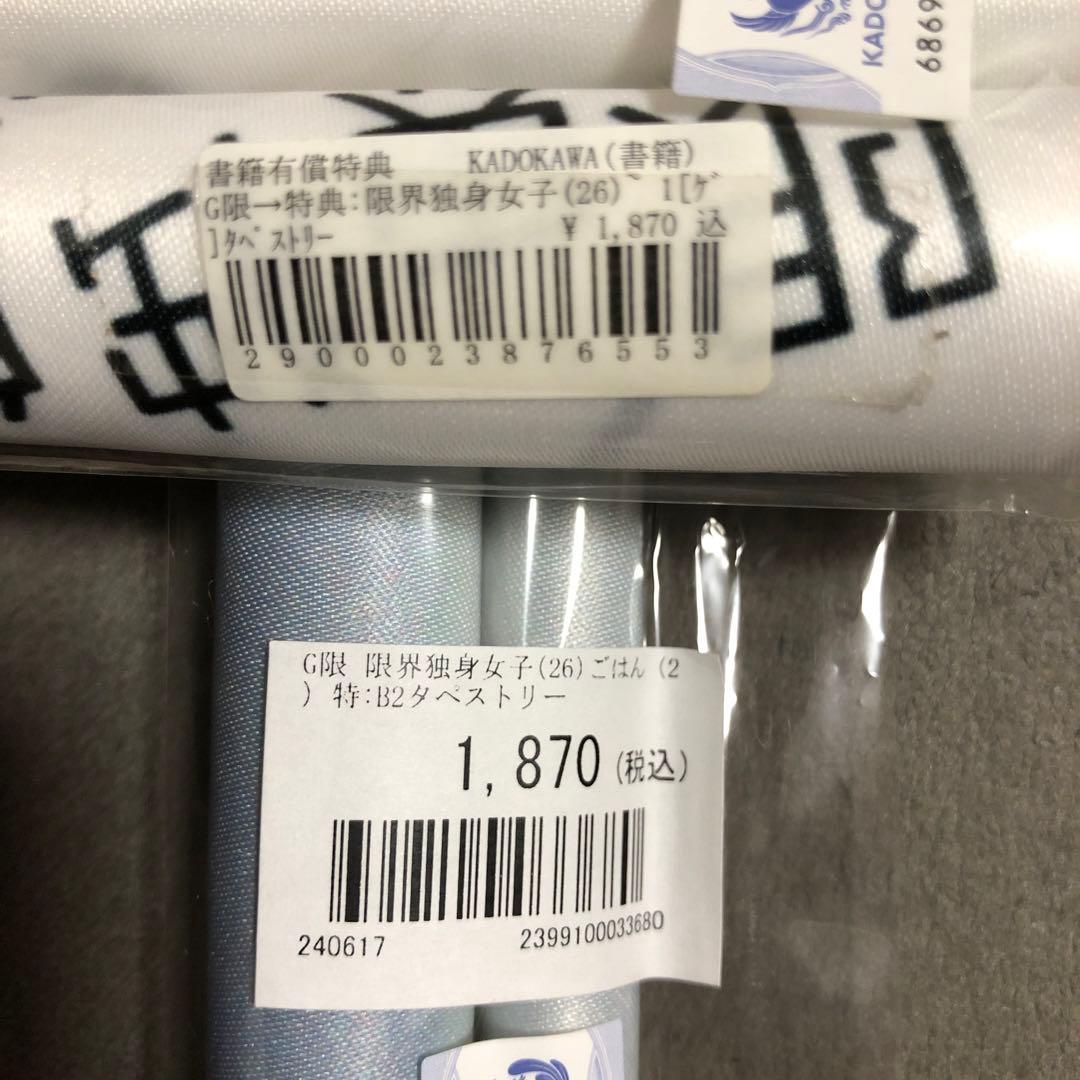 KADO
6869
書籍有償特典 KADOKAWA(書籍)
G限→特典:限界独身女子(26)~ 1[ｹﾞ
]ﾀﾍﾟｽﾄﾘｰ ¥ 1,870 込
2900023876553
G限 限界独身女子(26)ごはん (2
) 特:B2タペストリー
1,870(税込)
240617 2399100033680